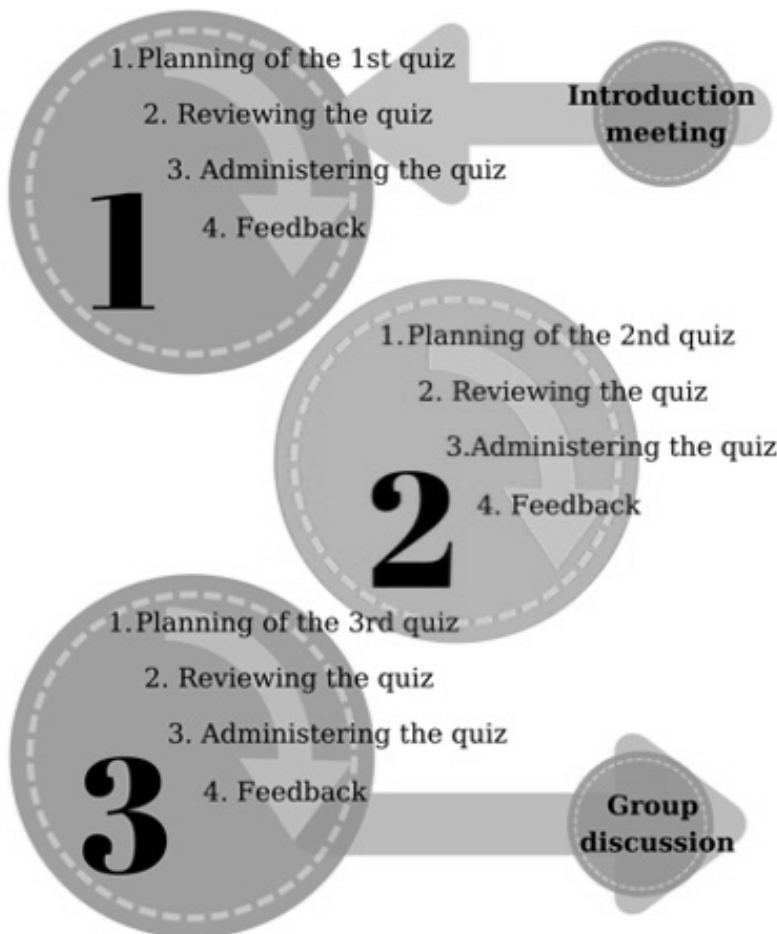 Introduction
meeting
1
1.Planning of the 1st quiz
2. Reviewing the quiz
3. Administering the quiz
4. Feedback
2
1.Planning of the 2nd quiz
2. Reviewing the quiz
3.Administering the quiz
4. Feedback
3
1.Planning of the 3rd quiz
2. Reviewing the quiz
3. Administering the quiz
4. Feedback
Group
discussion